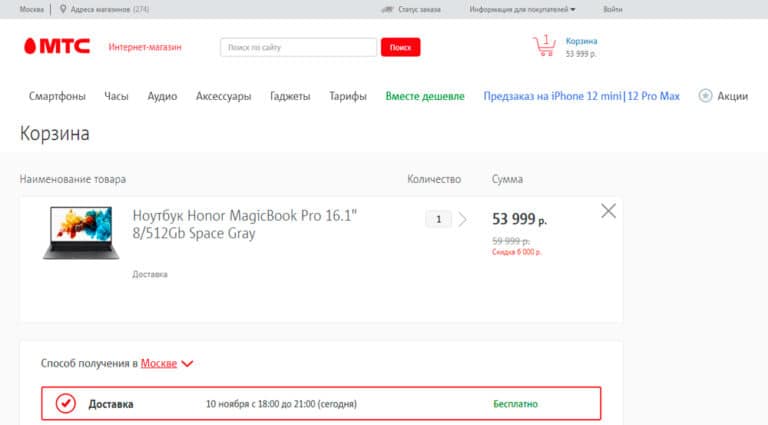 Москва Адреса магазинов (274) Статус заказа Информация для покупателей Войти
МТС Интернет-магазин Поиск по сайту Поиск 1 Корзина
53 999 р.
Смартфоны Часы Аудио Аксессуары Гаджеты Тарифы Вместе дешевле Предзаказ на iPhone 12 mini|12 Pro Max Акции
Корзина
Наименование товара Количество Сумма
Ноутбук Honor MagicBook Pro 16.1" 1 53 999 р.
8/512Gb Space Gray
59 999 р.
Скидка 6 000 р.
Доставка
Способ получения в Москве
Доставка 10 ноября с 18:00 до 21:00 (сегодня) Бесплатно